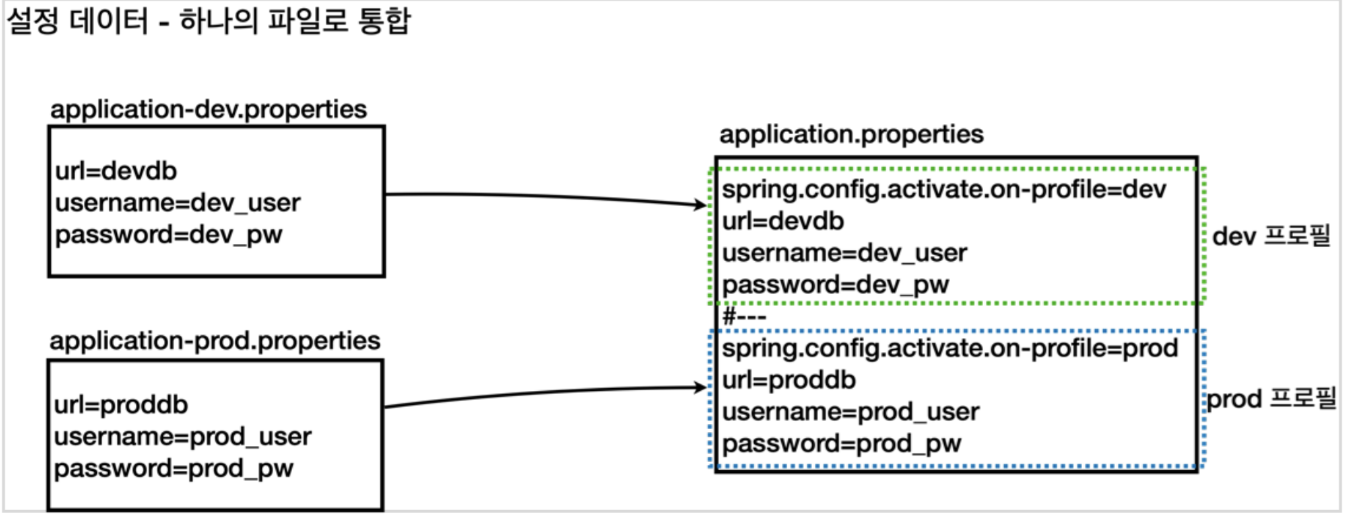 설정 데이터 - 하나의 파일로 통합
application-dev.properties
url=devdb
username=dev_user
password=dev_pw
application-prod.properties
url=proddb
username=prod_user
password=prod_pw
application.properties
spring.config.activate.on-profile=dev
url=devdb
username=dev_user
password=dev_pw
dev 프로필
#---
spring.config.activate.on-profile=prod
url=proddb
username=prod_user
password=prod_pw
prod 프로필